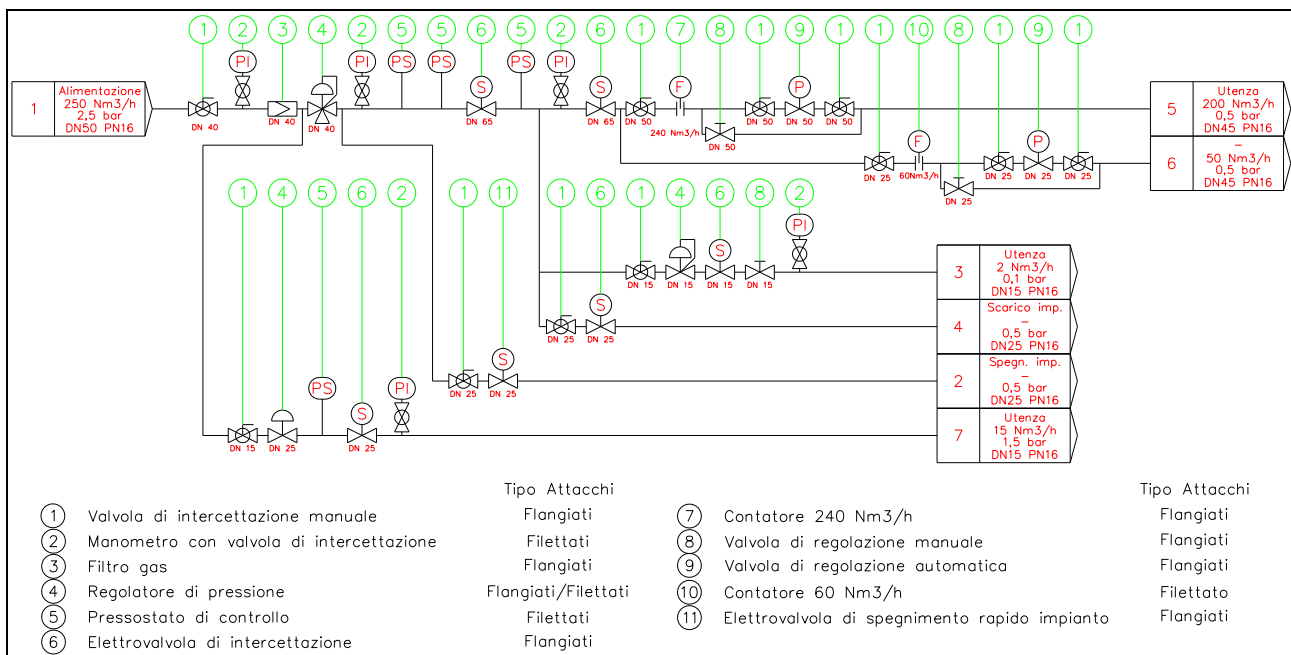 1 2 3 4 2 5 5 6 5 2 6 1 7 8 1 9 1 1 10 8 1 9 1
PI PI PS PS S PS PI S F P
1
Alimentazione
250 Nm3/h
2,5 bar
DN50 PN16
DN 40 DN 40 DN 40 DN 65 DN 65 DN 50 240 Nm3/h DN 50 DN 50 DN 50 DN 50
5
Utenza
200 Nm3/h
0,5 bar
DN45 PN16
F P
DN 25 60Nm3/h DN 25 DN 25 DN 25 DN 25
6
–
50 Nm3/h
0,5 bar
DN45 PN16
1 4 5 6 2 1 11 1 6 1 4 6 8 2
S PI
DN 15 DN 15 DN 15 DN 15
3
Utenza
2 Nm3/h
0,1 bar
DN15 PN16
S
DN 25 DN 25
4
Scarico imp.
–
0,5 bar
DN25 PN16
S
DN 25 DN 25
2
Spegn. imp.
–
0,5 bar
DN25 PN16
PS S PI
DN 15 DN 25 DN 25
7
Utenza
15 Nm3/h
1,5 bar
DN15 PN16
Tipo Attacchi
1 Valvola di intercettazione manuale Flangiati
2 Manometro con valvola di intercettazione Filettati
3 Filtro gas Flangiati
4 Regolatore di pressione Flangiati/Filettati
5 Pressostato di controllo Filettati
6 Elettrovalvola di intercettazione Flangiati
Tipo Attacchi
7 Contatore 240 Nm3/h Flangiati
8 Valvola di regolazione manuale Flangiati
9 Valvola di regolazione automatica Flangiati
10 Contatore 60 Nm3/h Filettato
11 Elettrovalvola di spegnimento rapido impianto Flangiati